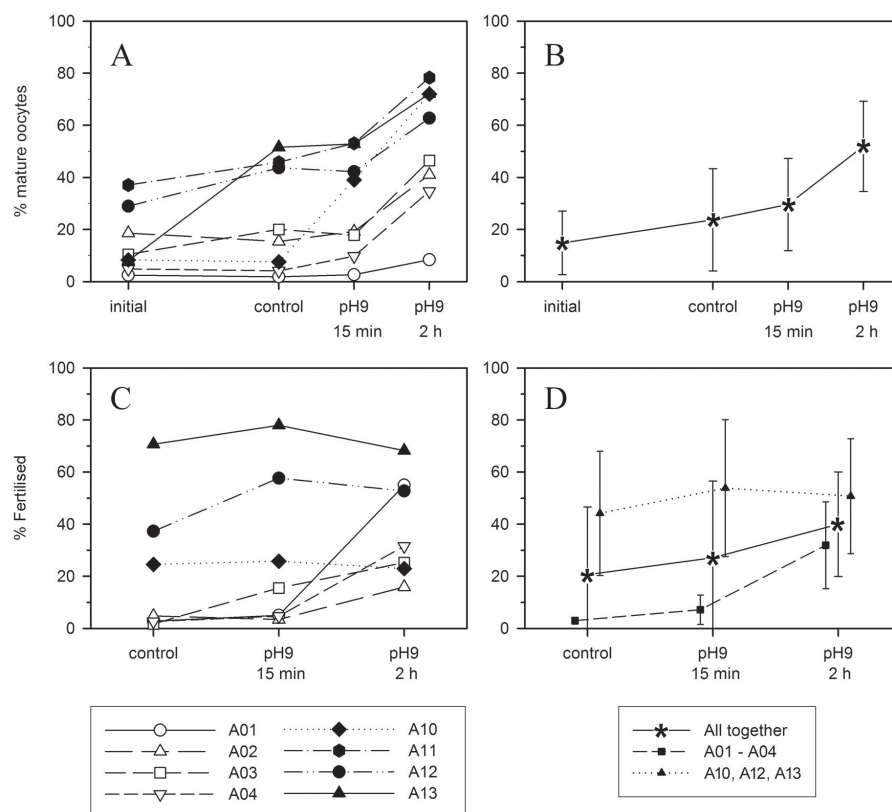 A
% mature oocytes
100
80
60
40
20
0
initial
control
pH9
15 min
pH9
2 h
B
100
80
60
40
20
0
initial
control
pH9
15 min
pH9
2 h
C
% Fertilised
100
80
60
40
20
0
control
pH9
15 min
pH9
2 h
D
100
80
60
40
20
0
control
pH9
15 min
pH9
2 h
A01
A02
A03
A04
A10
A11
A12
A13
All together
A01 - A04
A10, A12, A13